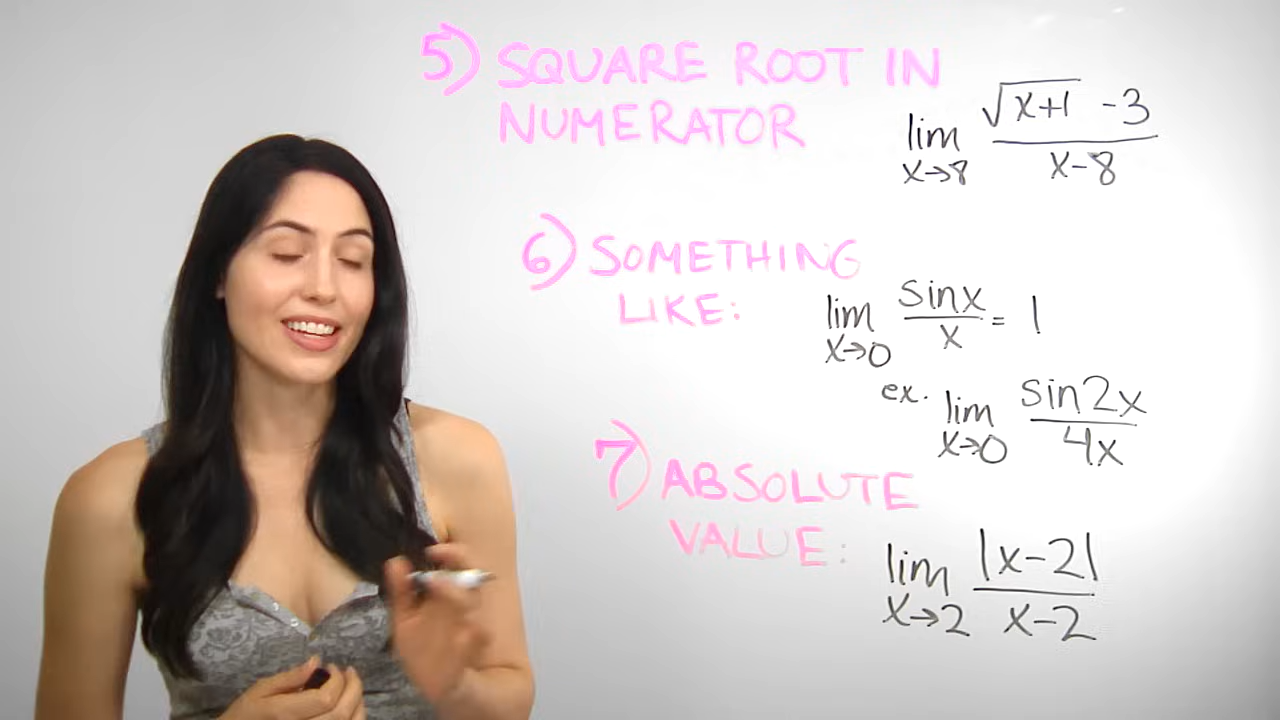 5) SQUARE ROOT IN
NUMERATOR
lim x→8 (√(x+1) - 3)/(x-8)
6) SOMETHING
LIKE:
lim x→0 sinx/x = 1
ex. lim x→0 sin2x/4x
7) ABSOLUTE
VALUE:
lim x→2 |x-2|/(x-2)